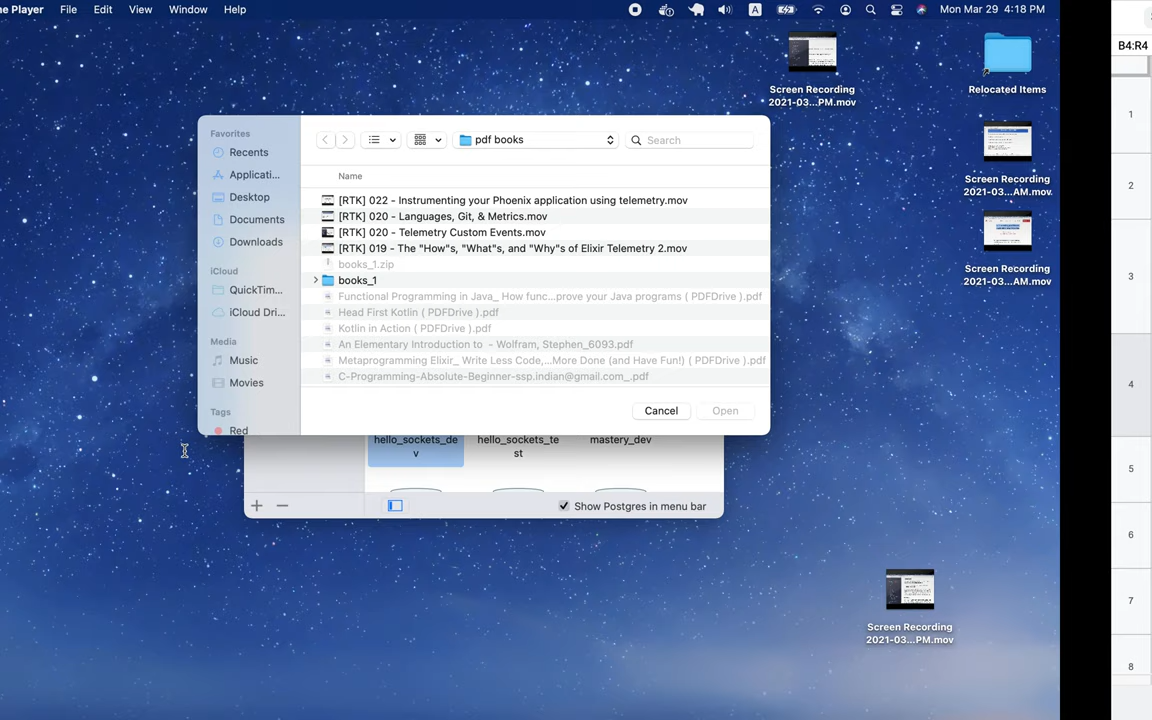 me Player File Edit View Window Help A Mon Mar 29 4:18 PM
B4:R4
Screen Recording
2021-03...PM.mov
Relocated Items
Screen Recording
2021-03...AM.mov
Screen Recording
2021-03...AM.mov
Favorites
Recents
Applicati...
Desktop
Documents
Downloads
iCloud
QuickTim...
iCloud Dri...
Media
Music
Movies
Tags
Red
pdf books
Search
Name
[RTK] 022 - Instrumenting your Phoenix application using telemetry.mov
[RTK] 020 - Languages, Git, & Metrics.mov
[RTK] 020 - Telemetry Custom Events.mov
[RTK] 019 - The "How"s, "What"s, and "Why"s of Elixir Telemetry 2.mov
books_1.zip
books_1
Functional Programming in Java_ How func...prove your Java programs ( PDFDrive ).pdf
Head First Kotlin ( PDFDrive ).pdf
Kotlin in Action ( PDFDrive ).pdf
An Elementary Introduction to - Wolfram, Stephen_6093.pdf
Metaprogramming Elixir_ Write Less Code,...More Done (and Have Fun!) ( PDFDrive ).pdf
C-Programming-Absolute-Beginner-ssp.indian@gmail.com_.pdf
Cancel Open
hello_sockets_de
v
hello_sockets_te
st
mastery_dev
Show Postgres in menu bar
Screen Recording
2021-03...PM.mov
1
2
3
4
5
6
7
8